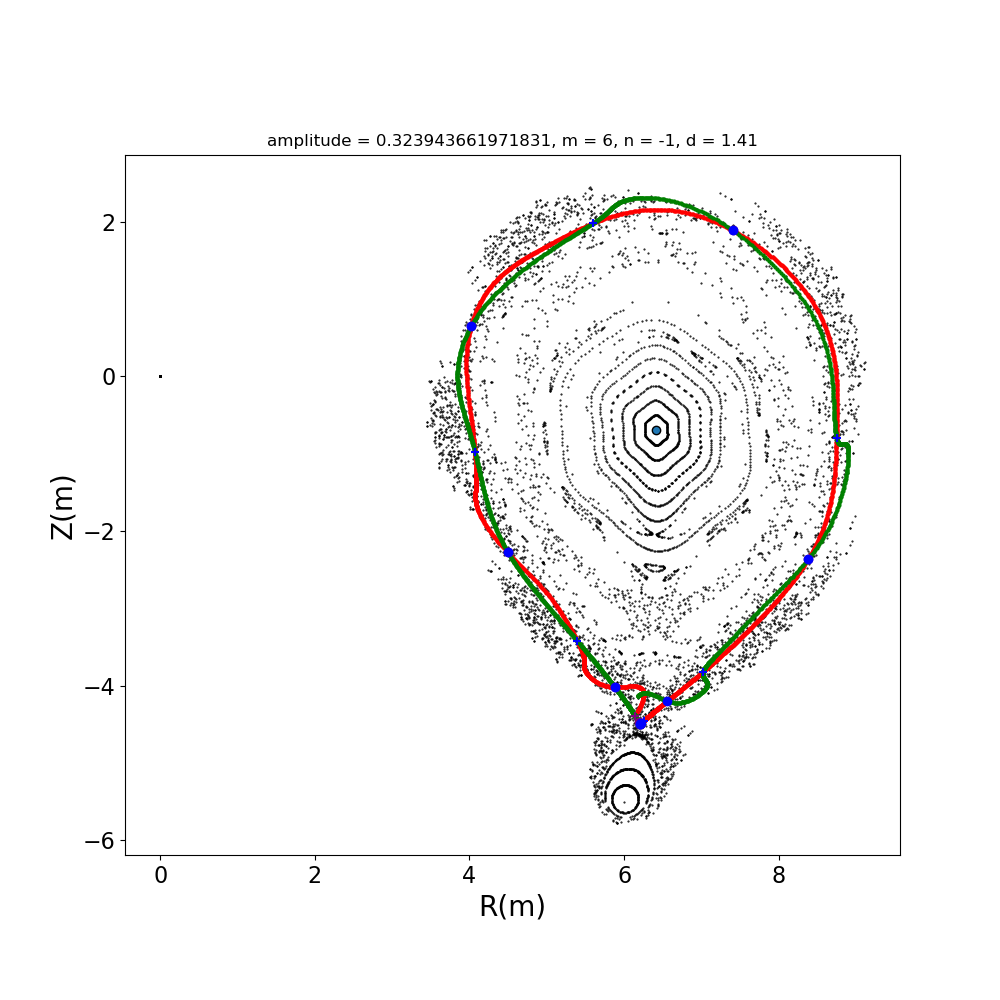 amplitude = 0.323943661971831, m = 6, n = -1, d = 1.41
2
0
−2
−4
−6
Z(m)
0 2 4 6 8
R(m)